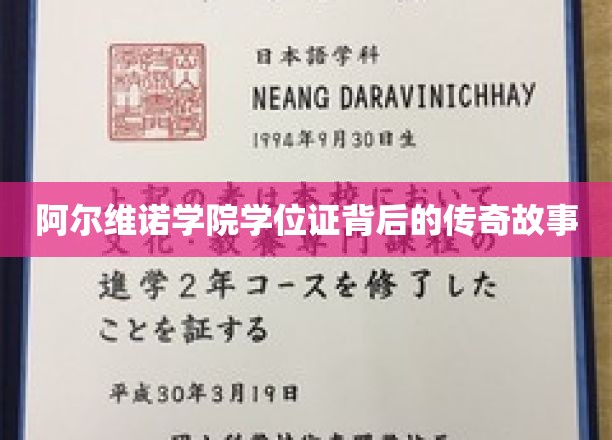 日本語学科
NEANG DARAVINICHHAY
1994年9月30日生
上記の者は本校において
阿尔维诺学院学位证背后的传奇故事
文化・教養専門課程の
進学2年コースを修了した
ことを証する
平成30年3月19日